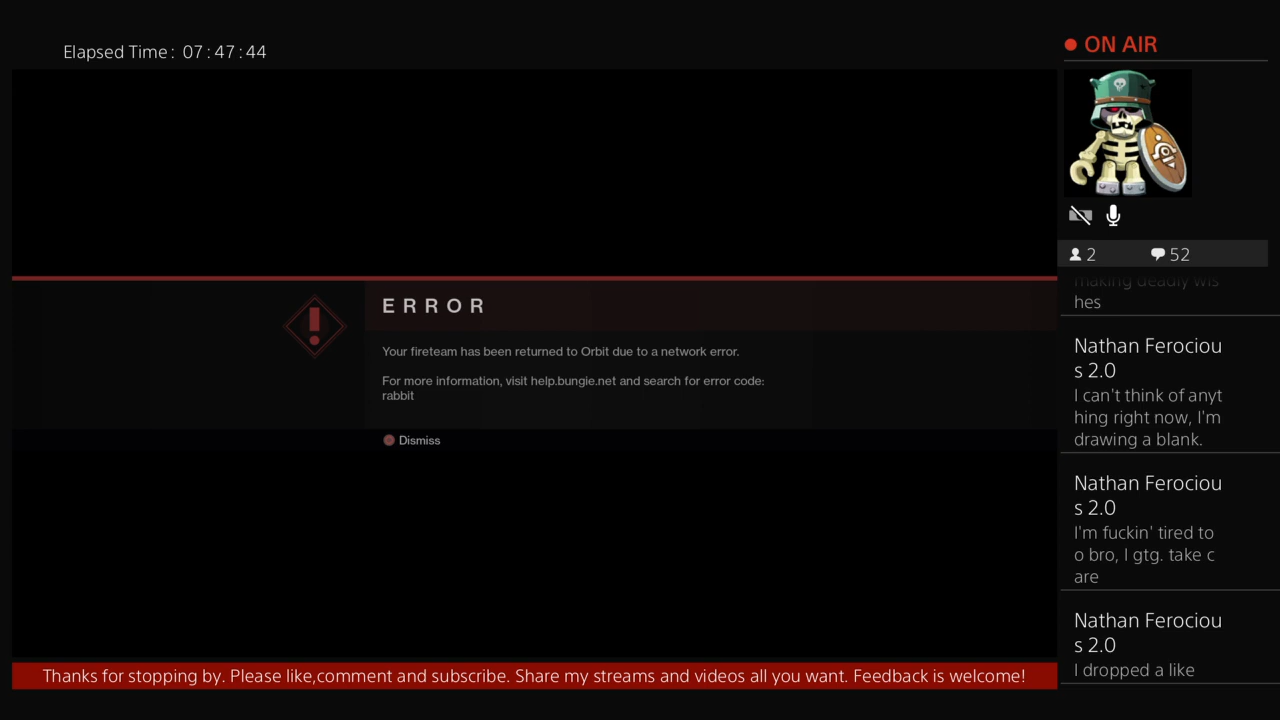 Elapsed Time: 07:47:44
ON AIR
2 52
making deadly wis
hes
Nathan Ferociou
s 2.0
I can't think of anyt
hing right now, I'm
drawing a blank.
Nathan Ferociou
s 2.0
I'm fuckin' tired to
o bro, I gtg. take c
are
Nathan Ferociou
s 2.0
I dropped a like
ERROR
Your fireteam has been returned to Orbit due to a network error.
For more information, visit help.bungie.net and search for error code:
rabbit
Dismiss
Thanks for stopping by. Please like,comment and subscribe. Share my streams and videos all you want. Feedback is welcome!